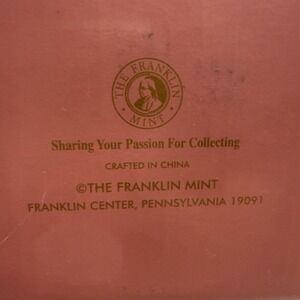 THE FRANKLIN
MINT
Sharing Your Passion For Collecting
CRAFTED IN CHINA
©THE FRANKLIN MINT
FRANKLIN CENTER, PENNSYLVANIA 19091